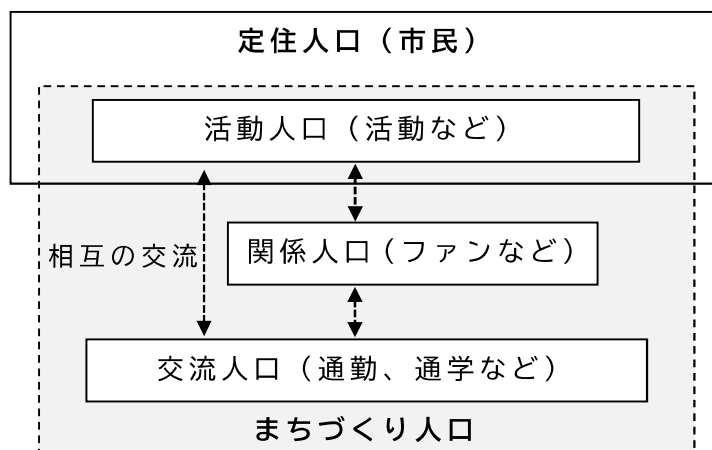 定住人口（市民）
活動人口（活動など）
関係人口（ファンなど）
相互の交流
交流人口（通勤、通学など）
まちづくり人口